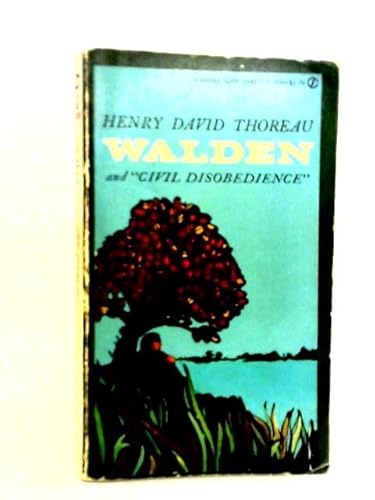 HENRY DAVID THOREAU
WALDEN
and "CIVIL DISOBEDIENCE"